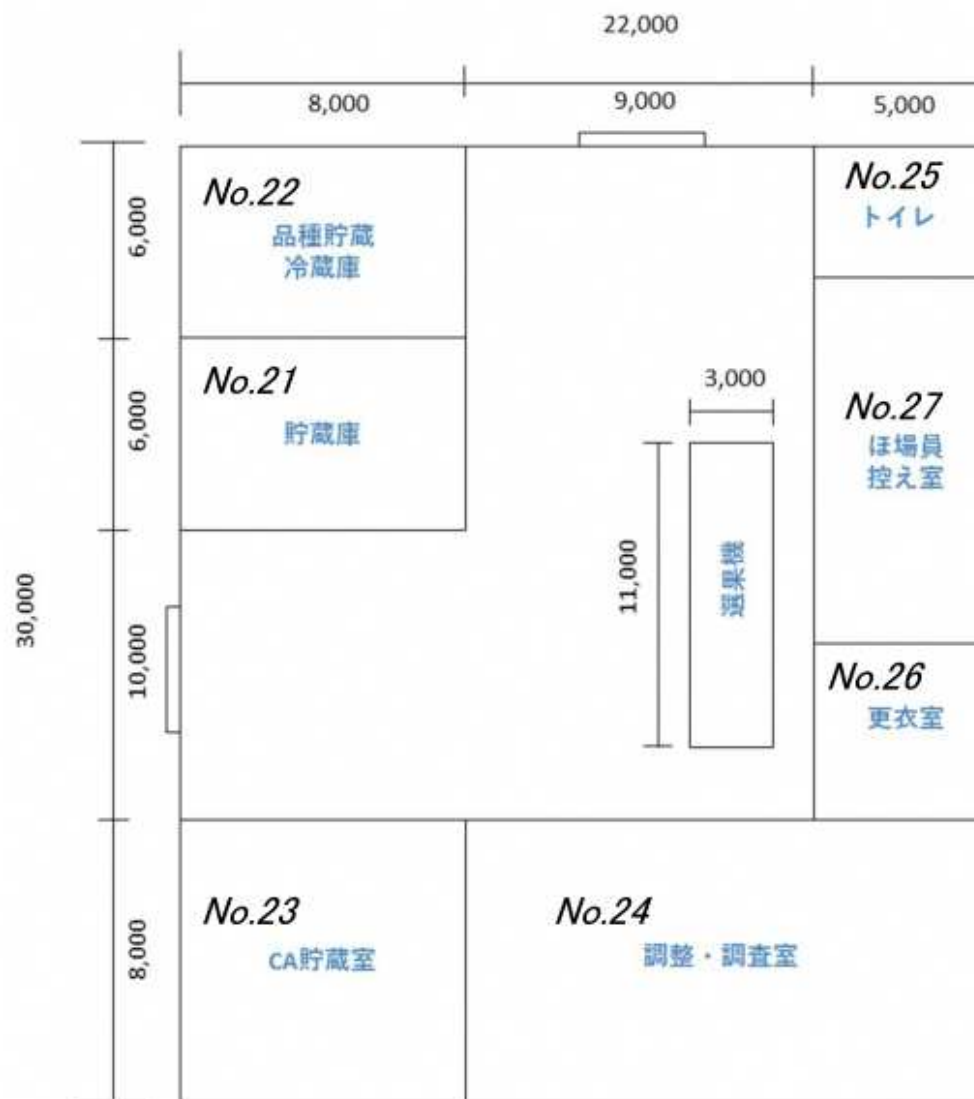 22,000
8,000
9,000
5,000
6,000
6,000
10,000
8,000
30,000
No.22
品種貯蔵
冷蔵庫
No.21
貯蔵庫
No.25
トイレ
3,000
11,000
選果機
No.27
ほ場員
控え室
No.26
更衣室
No.23
CA貯蔵室
No.24
調整・調査室